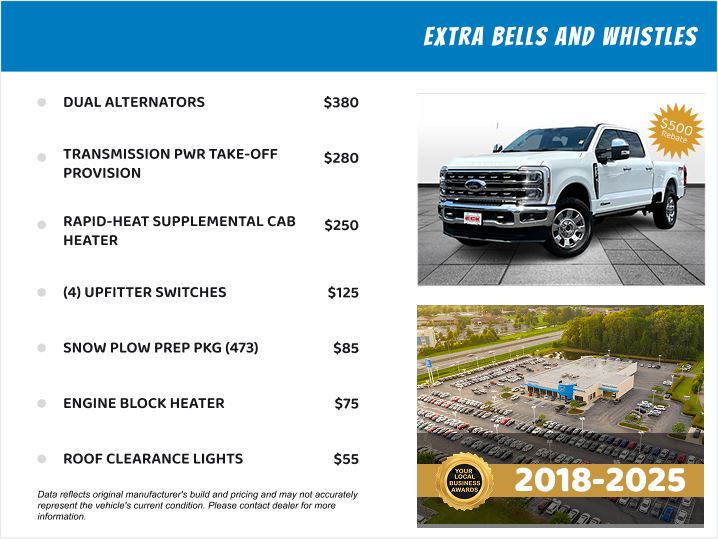 EXTRA BELLS AND WHISTLES
DUAL ALTERNATORS $380
TRANSMISSION PWR TAKE-OFF
PROVISION $280
RAPID-HEAT SUPPLEMENTAL CAB
HEATER $250
(4) UPFITTER SWITCHES $125
SNOW PLOW PREP PKG (473) $85
ENGINE BLOCK HEATER $75
ROOF CLEARANCE LIGHTS $55
Data reflects original manufacturer's build and pricing and may not accurately
represent the vehicle's current condition. Please contact dealer for more
information.
$500
Rebate
Ford
YOUR
LOCAL
BUSINESS
AWARDS
2018-2025